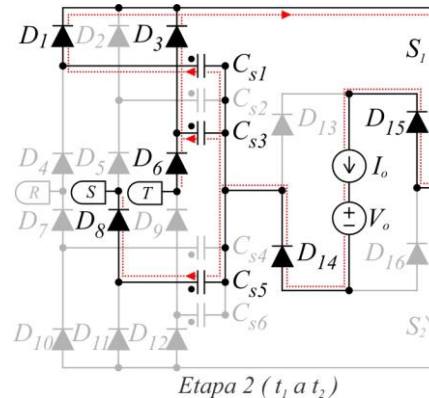 D1 D2 D3 S1
Cs1
Cs2
D13 D15
Cs3
D4 D5 D6 Io
R S T
D7 D8 D9 Vo
D14 D16
Cs4
Cs5
Cs6 S2
D10 D11 D12
Etapa 2 ( t1 a t2 )